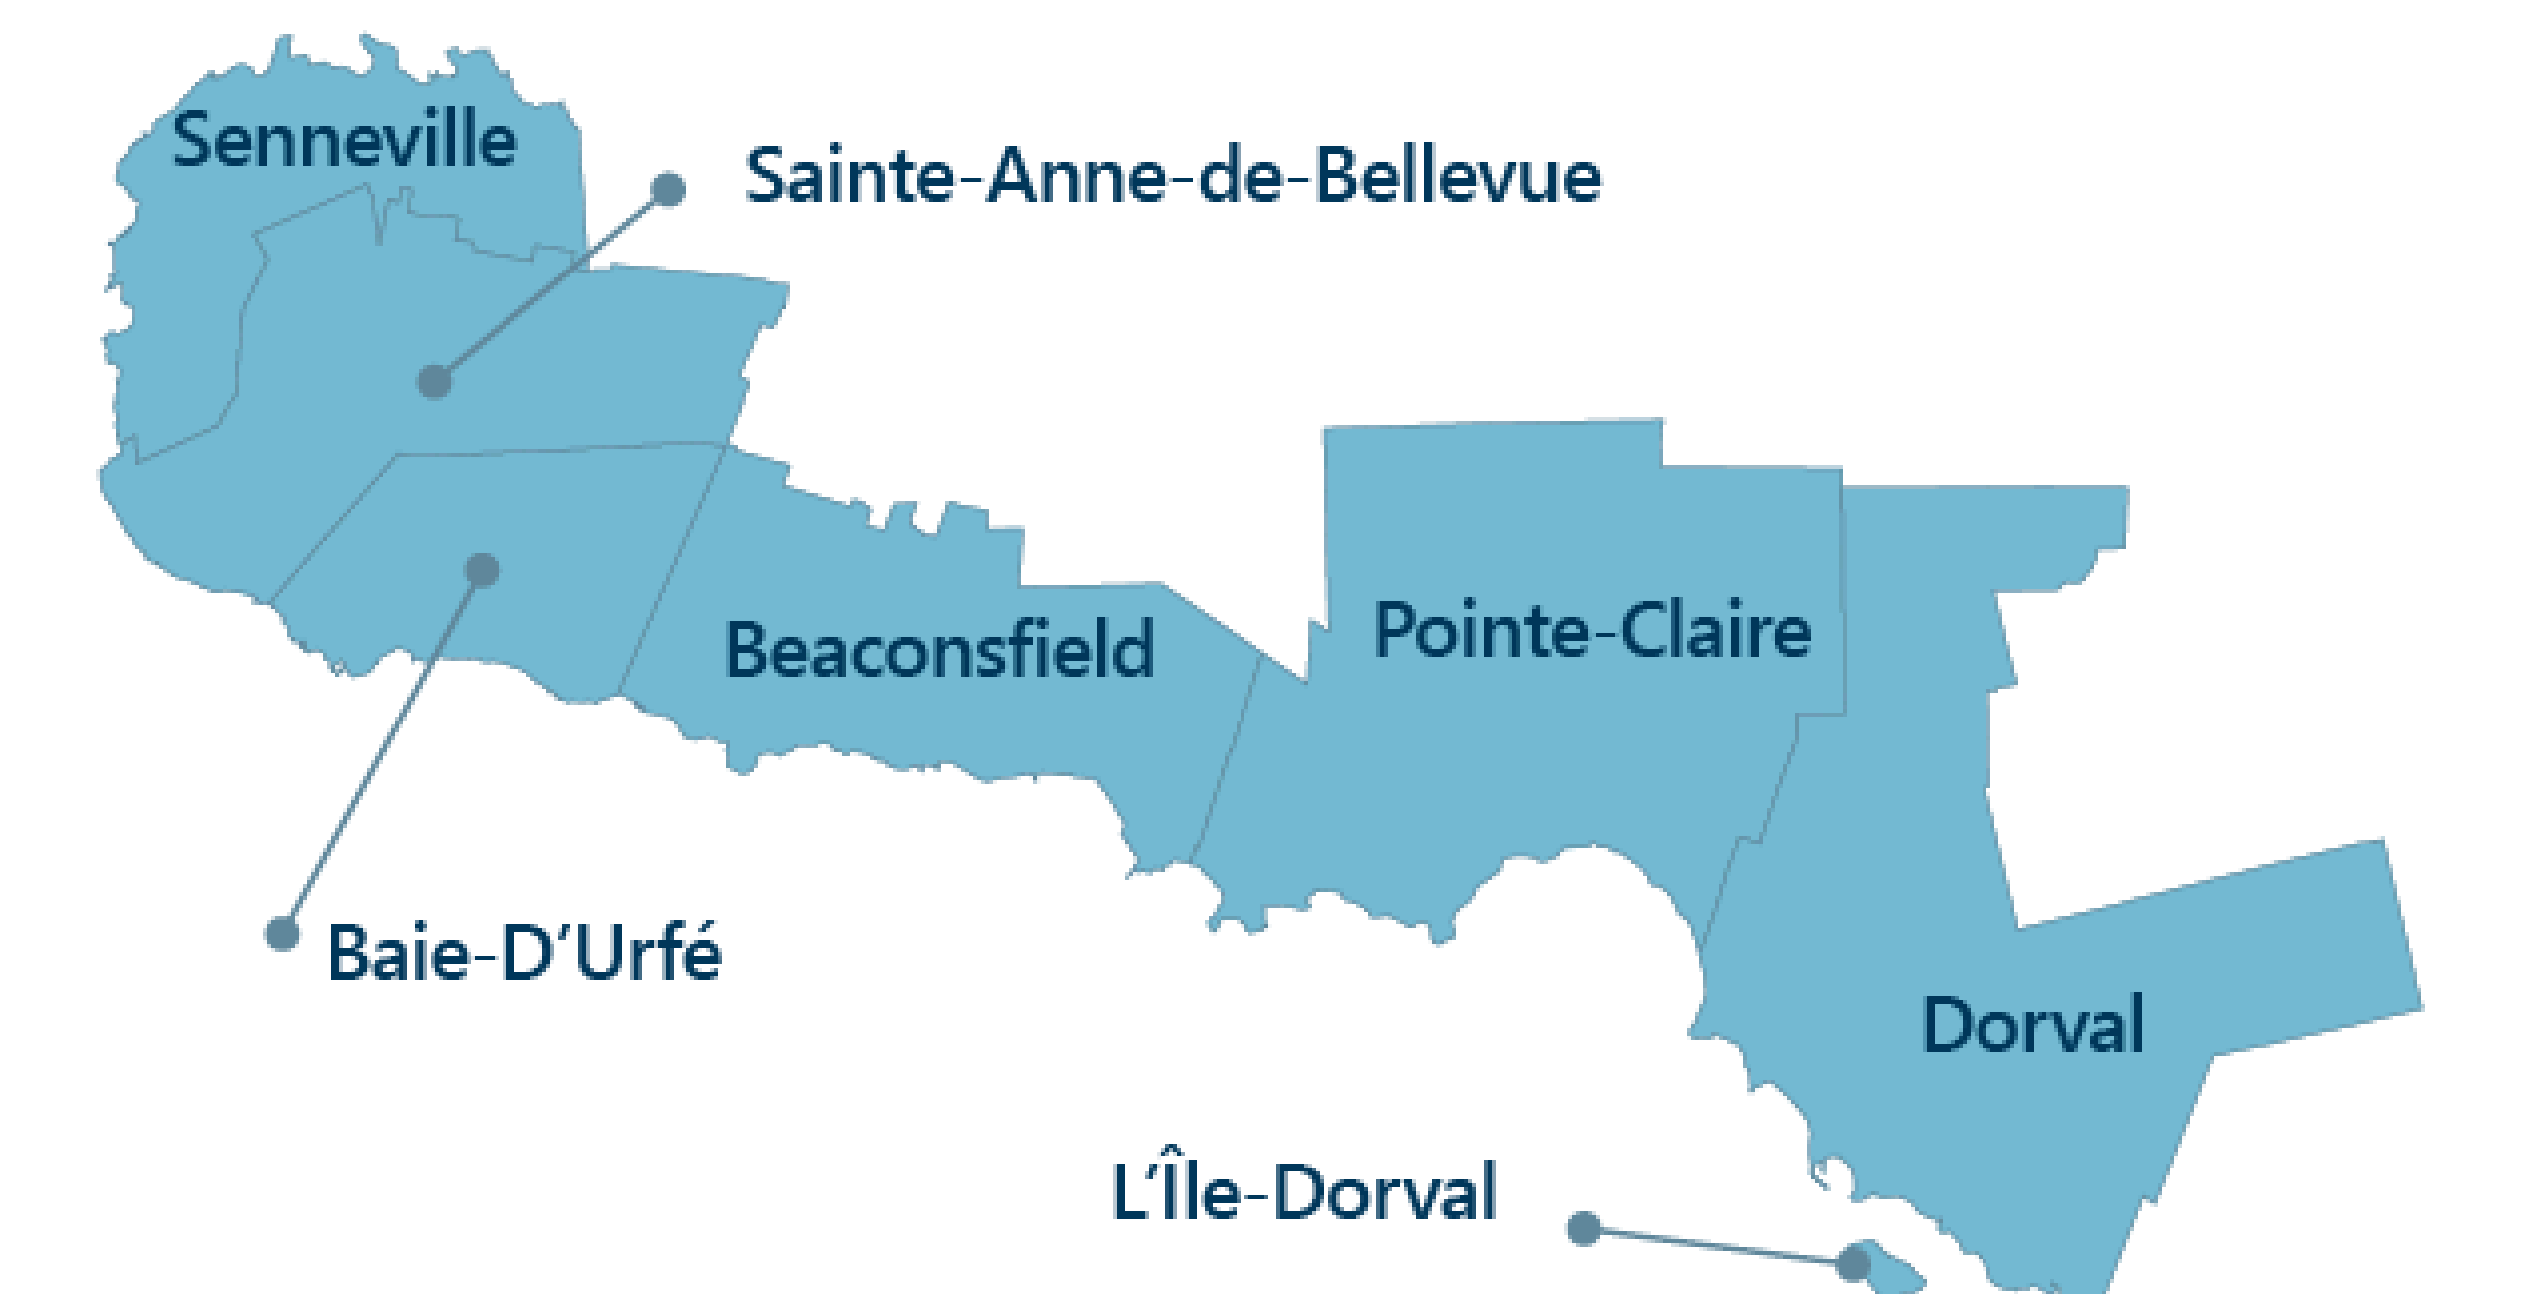 Senneville
Sainte-Anne-de-Bellevue
Beaconsfield
Pointe-Claire
Baie-D’Urfé
Dorval
L’Île-Dorval